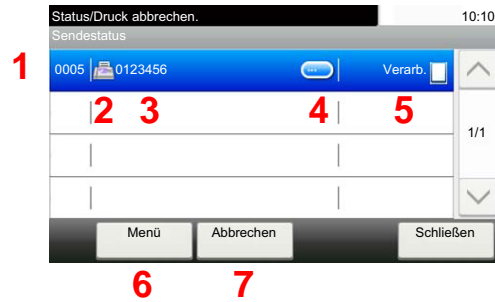 Status/Druck abbrechen. 10:10
Sendestatus
1 0005 0123456 Verarb.
2 3 4 5
1/1
Menü Abbrechen Schließen
6 7